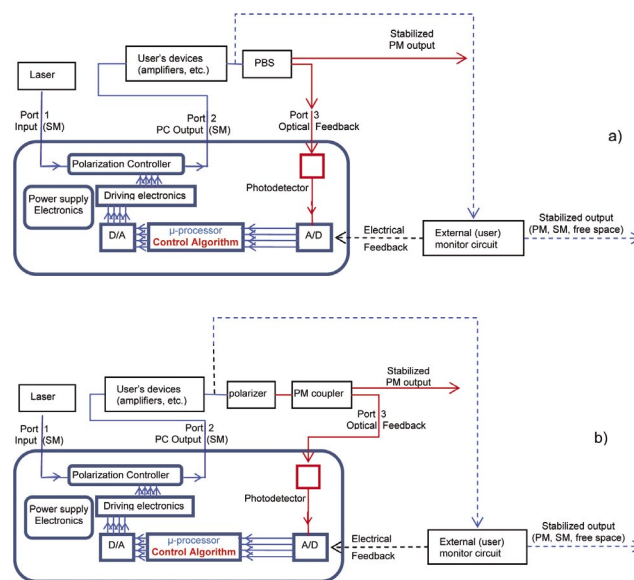 Stabilized
PM output
User's devices
(amplifiers, etc.)
PBS
Laser
Port 1
Input (SM)
Port 2
PC Output (SM)
Port 3
Optical Feedback
a)
Polarization Controller
Photodetector
Power supply
Electronics
Driving electronics
D/A
μ-processor
Control Algorithm
A/D
Electrical
Feedback
External (user)
monitor circuit
Stabilized output
(PM, SM, free space)
Stabilized
PM output
User's devices
(amplifiers, etc.)
polarizer
PM coupler
Laser
Port 1
Input (SM)
Port 2
PC Output (SM)
Port 3
Optical Feedback
b)
Polarization Controller
Photodetector
Power supply
Electronics
Driving electronics
D/A
μ-processor
Control Algorithm
A/D
Electrical
Feedback
External (user)
monitor circuit
Stabilized output
(PM, SM, free space)